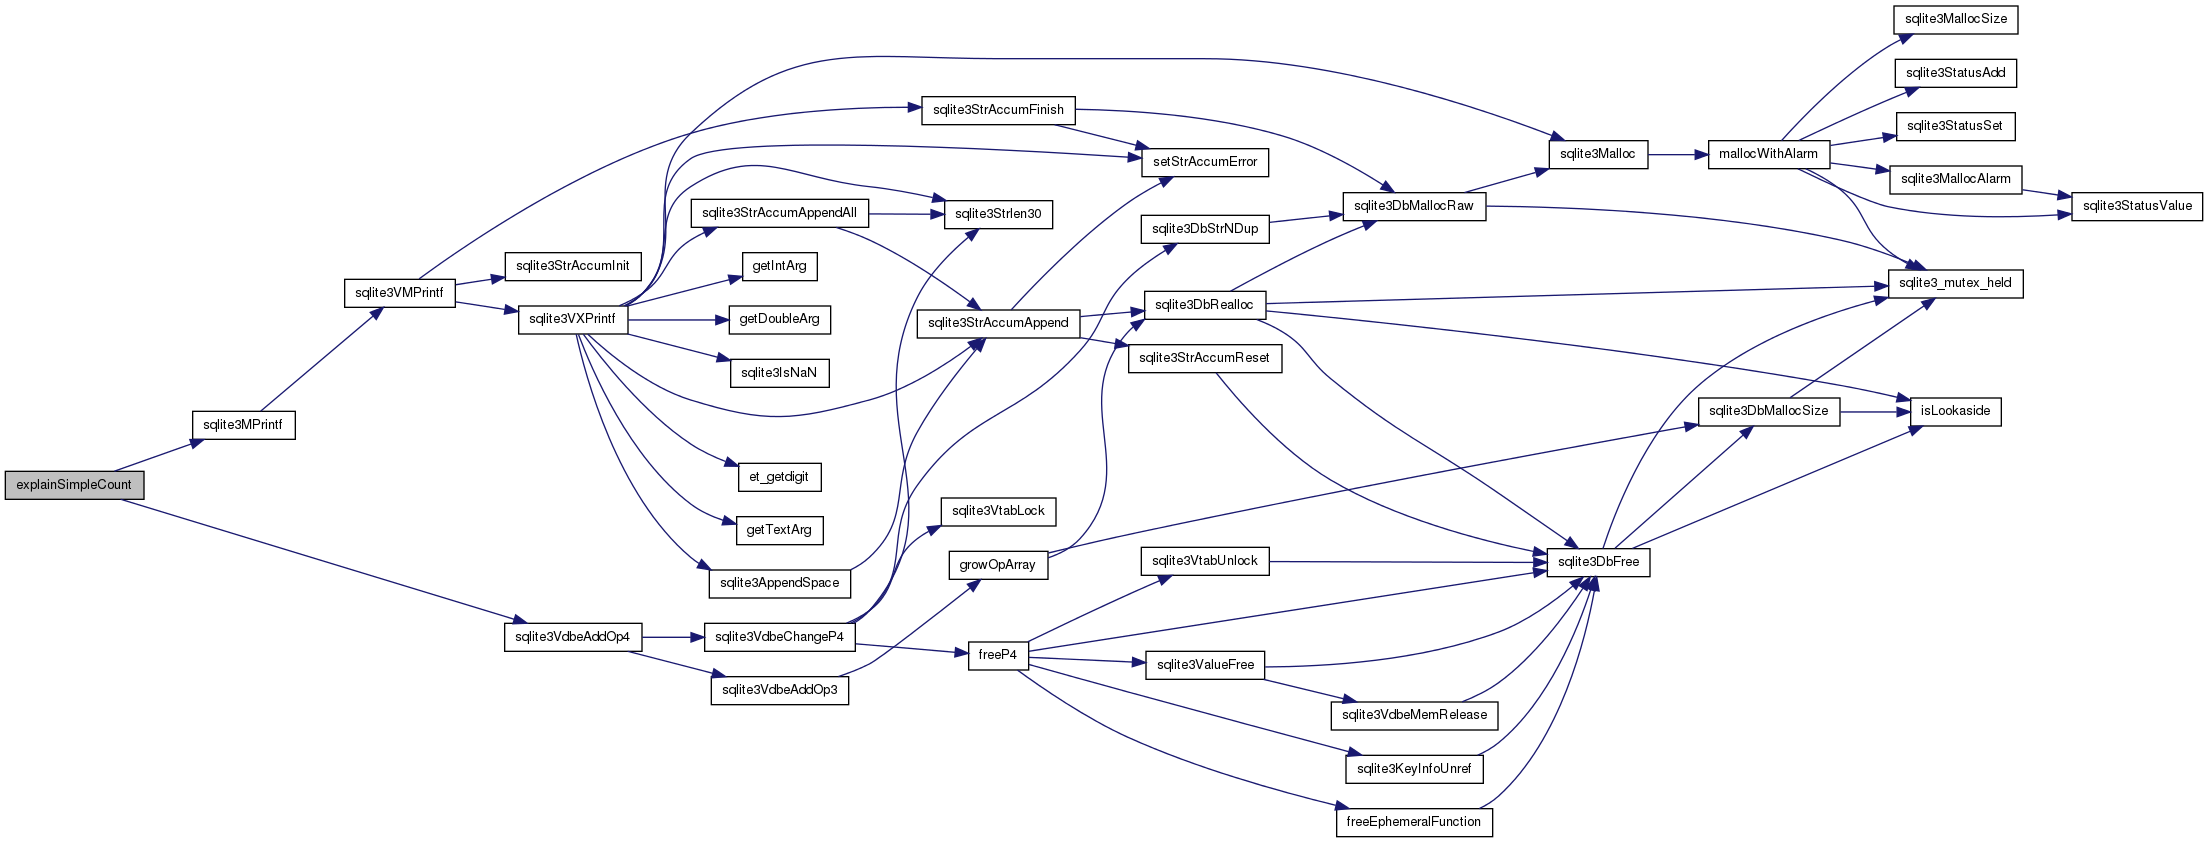 explainSimpleCount
sqlite3MPrintf
sqlite3VdbeAddOp4
sqlite3VMPrintf
sqlite3StrAccumInit
sqlite3VXPrintf
sqlite3StrAccumAppendAll
getIntArg
getDoubleArg
sqlite3IsNaN
et_getdigit
getTextArg
sqlite3AppendSpace
sqlite3VdbeChangeP4
sqlite3VdbeAddOp3
sqlite3StrAccumFinish
sqlite3Strlen30
sqlite3StrAccumAppend
sqlite3VtabLock
growOpArray
freeP4
setStrAccumError
sqlite3DbStrNDup
sqlite3DbRealloc
sqlite3StrAccumReset
sqlite3VtabUnlock
sqlite3ValueFree
sqlite3DbMallocRaw
sqlite3VdbeMemRelease
sqlite3KeyInfoUnref
freeEphemeralFunction
sqlite3Malloc
sqlite3DbFree
mallocWithAlarm
sqlite3DbMallocSize
sqlite3MallocSize
sqlite3StatusAdd
sqlite3StatusSet
sqlite3MallocAlarm
sqlite3_mutex_held
isLookaside
sqlite3StatusValue